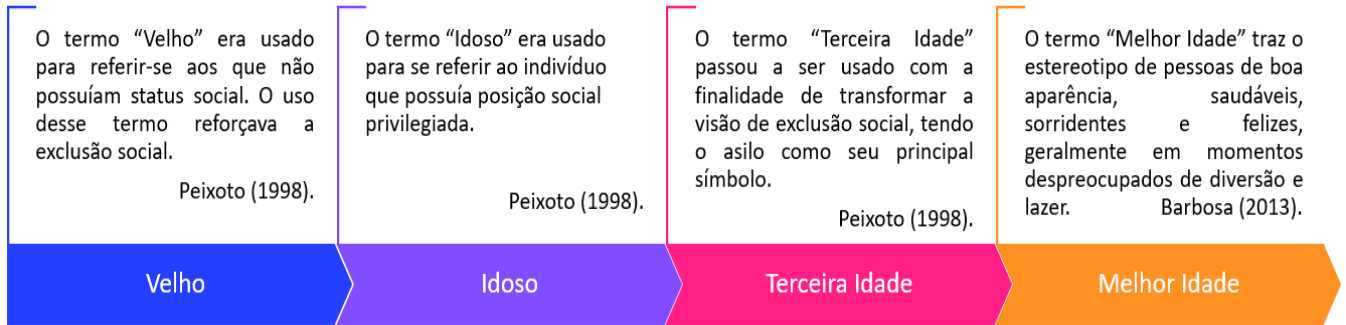 O termo “Velho” era usado
para referir-se aos que não
possuíam status social. O uso
desse termo reforçava a
exclusão social.
Peixoto (1998).
O termo “Idoso” era usado
para se referir ao indivíduo
que possuía posição social
privilegiada.
Peixoto (1998).
O termo “Terceira Idade”
passou a ser usado com a
finalidade de transformar a
visão de exclusão social, tendo
o asilo como seu principal
símbolo.
Peixoto (1998).
O termo “Melhor Idade” traz o
estereotipo de pessoas de boa
aparência, saudáveis,
sorridentes e felizes,
geralmente em momentos
despreocupados de diversão e
lazer. Barbosa (2013).
Velho
Idoso
Terceira Idade
Melhor Idade